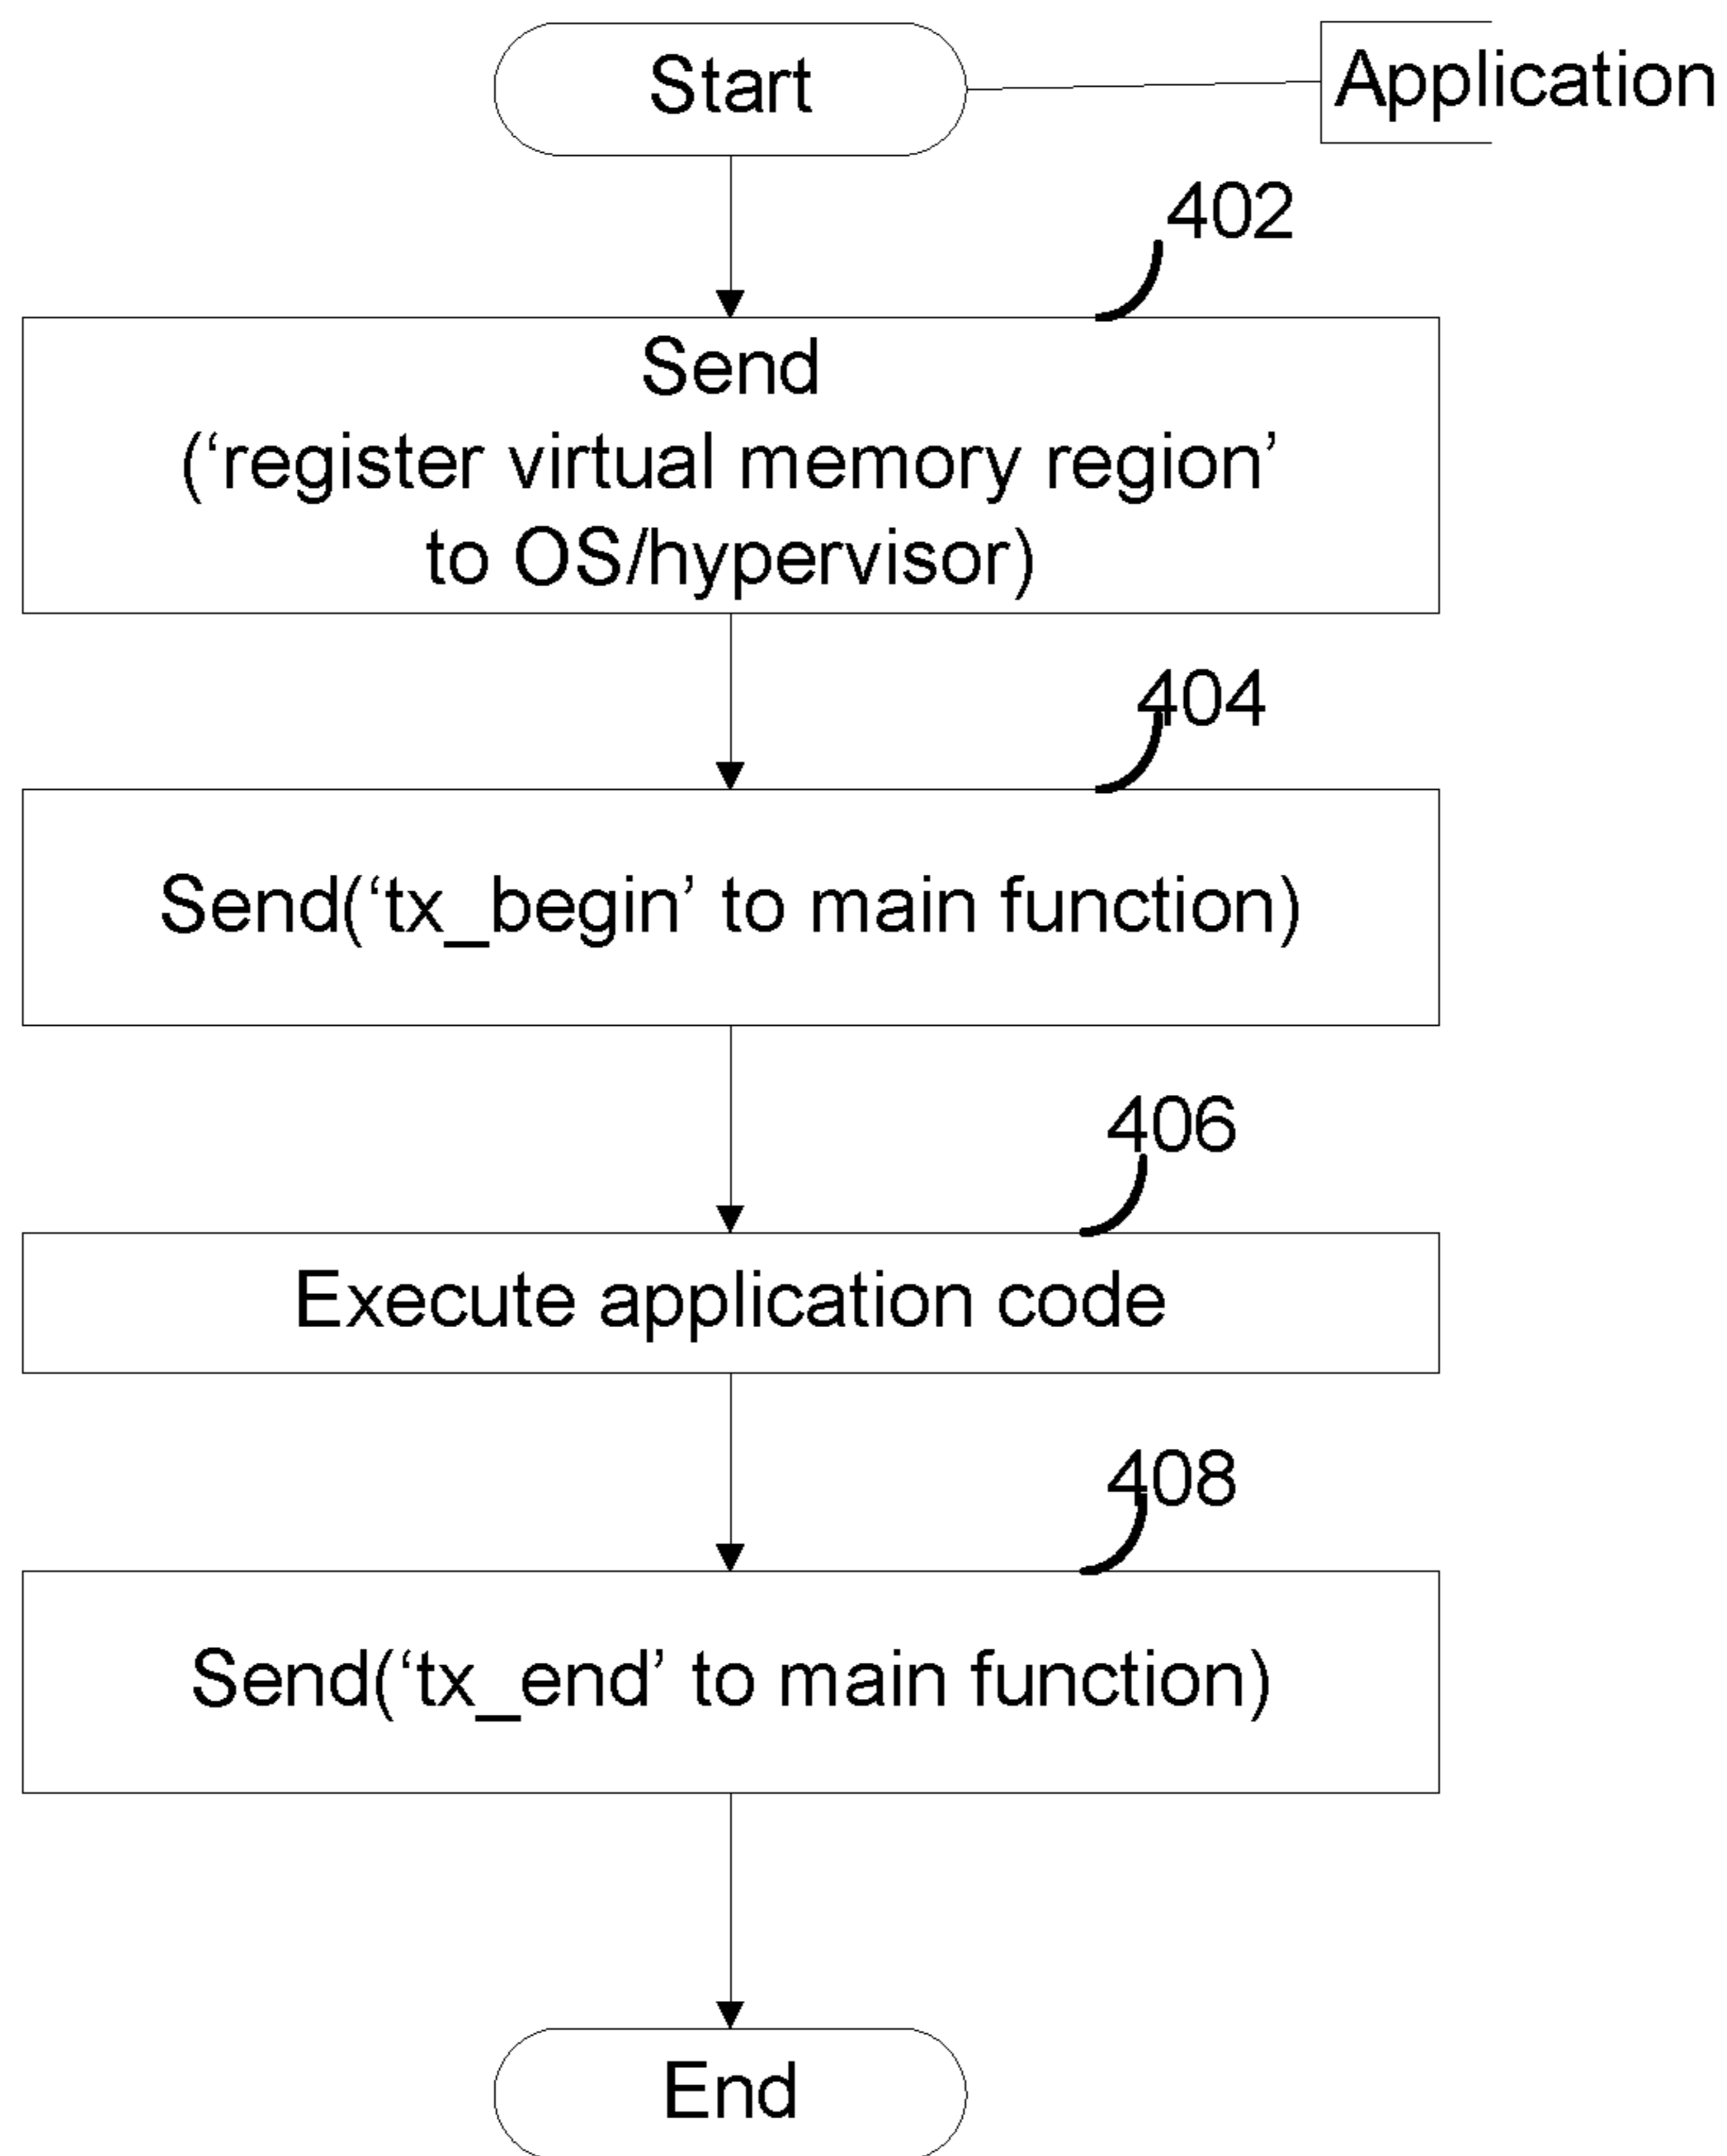 Start
Application
402
Send
(‘register virtual memory region’
to OS/hypervisor)
404
Send(‘tx_begin’ to main function)
406
Execute application code
408
Send(‘tx_end’ to main function)
End